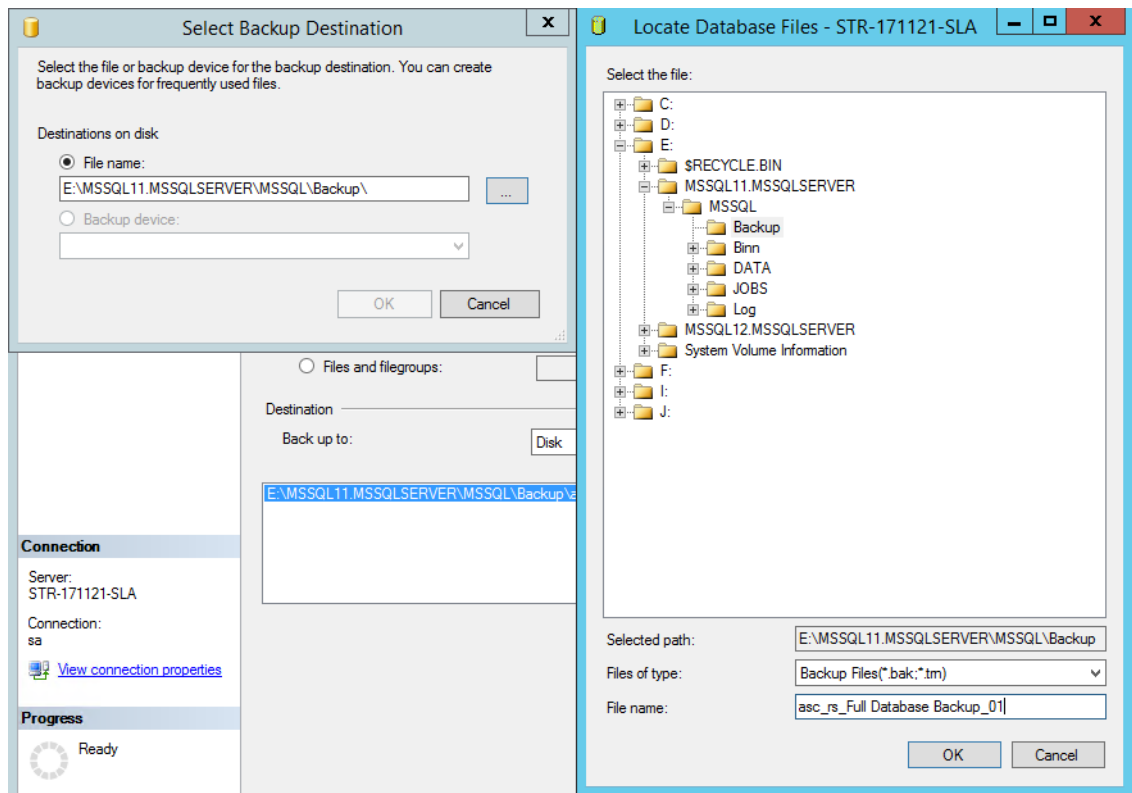 Select Backup Destination
x
Select the file or backup device for the backup destination. You can create
backup devices for frequently used files.
Destinations on disk
File name:
E:\MSSQL11.MSSQLSERVER\MSSQL\Backup\
...
Backup device:
OK
Cancel
Files and filegroups:
Destination
Back up to:
Disk
E:\MSSQL11.MSSQLSERVER\MSSQL\Backup\a
Connection
Server:
STR-171121-SLA
Connection:
sa
View connection properties
Progress
Ready
Locate Database Files - STR-171121-SLA
x
Select the file:
C:
D:
E:
$RECYCLE.BIN
MSSQL11.MSSQLSERVER
MSSQL
Backup
Binn
DATA
JOBS
Log
MSSQL12.MSSQLSERVER
System Volume Information
F:
I:
J:
Selected path:
E:\MSSQL11.MSSQLSERVER\MSSQL\Backup
Files of type:
Backup Files(*.bak;*.trn)
File name:
asc_rs_Full Database Backup_01
OK
Cancel